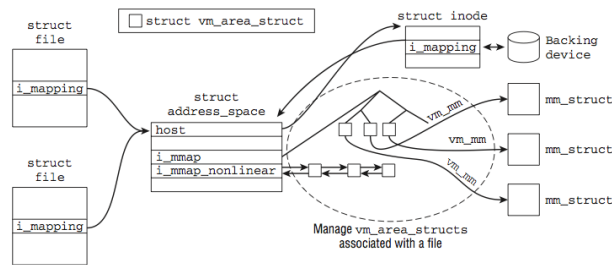 struct
file
i_mapping
struct vm_area_struct
struct inode
i_mapping
Backing
device
struct
address_space
host
i_mmap
i_mmap_nonlinear
vm_mm
vm_mm
vm_mm
mm_struct
mm_struct
mm_struct
struct
file
i_mapping
Manage vm_area_structs
associated with a file